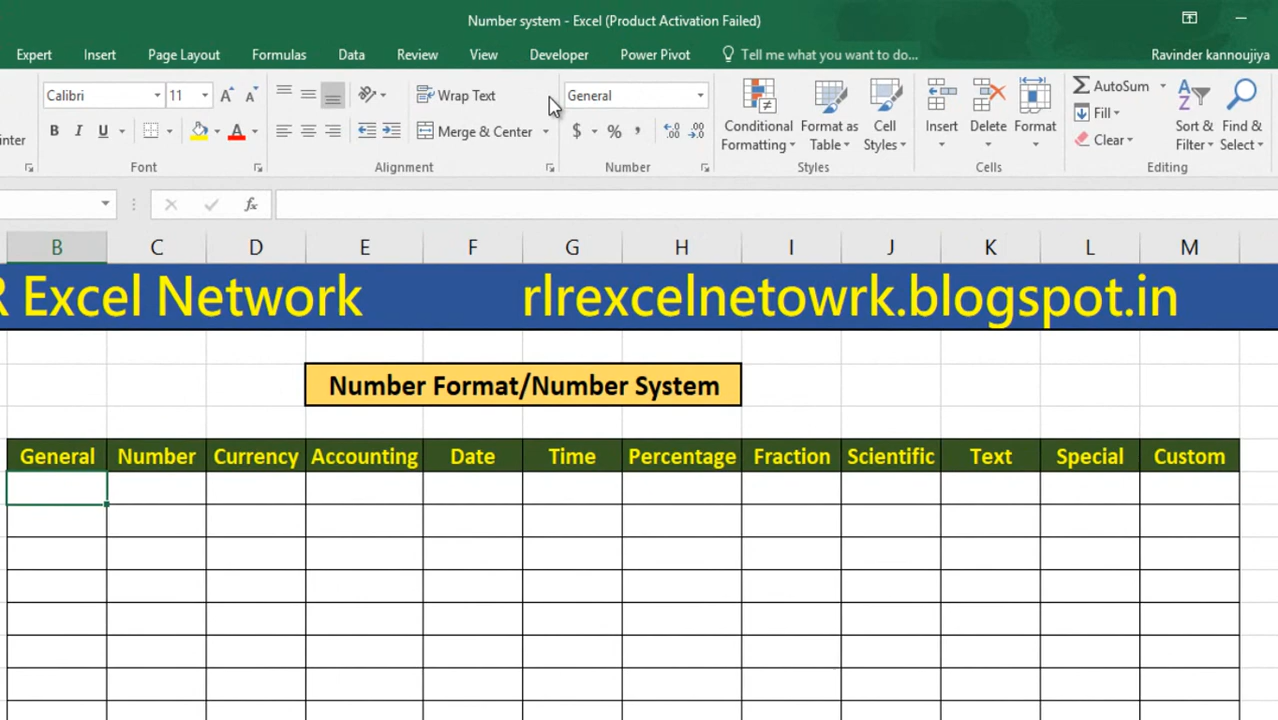 Number system - Excel (Product Activation Failed)
Expert Insert Page Layout Formulas Data Review View Developer Power Pivot Tell me what you want to do... Ravinder kannoujiya
Calibri 11 Wrap Text General AutoSum
Fill
inter B I U Merge & Center $ % , Conditional Formatting Format as Table Cell Styles Insert Delete Format Clear Sort & Filter Find & Select
Font Alignment Number Styles Cells Editing
fx
B C D E F G H I J K L M
R Excel Network rlrexcelnetowrk.blogspot.in
Number Format/Number System
General Number Currency Accounting Date Time Percentage Fraction Scientific Text Special Custom